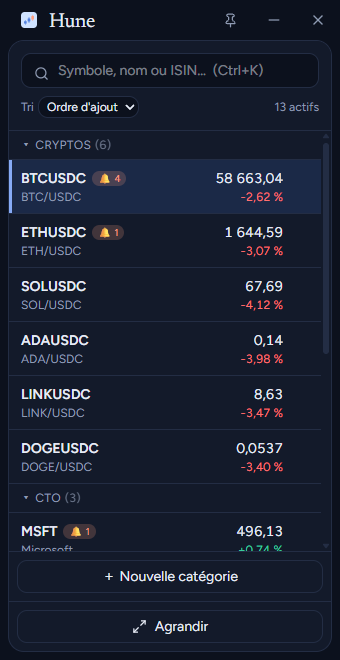 Hune
Symbole, nom ou ISIN... (Ctrl+K)
Tri Ordre d'ajout 13 actifs
CRYPTOS (6)
BTCUSDC 4 58 663,04
BTC/USDC -2,62 %
ETHUSDC 1 1 644,59
ETH/USDC -3,07 %
SOLUSDC 67,69
SOL/USDC -4,12 %
ADAUSDC 0,14
ADA/USDC -3,98 %
LINKUSDC 8,63
LINK/USDC -3,47 %
DOGEUSDC 0,0537
DOGE/USDC -3,40 %
CTO (3)
MSFT 1 496,13
Microsoft +0,74 %
+ Nouvelle catégorie
Agrandir